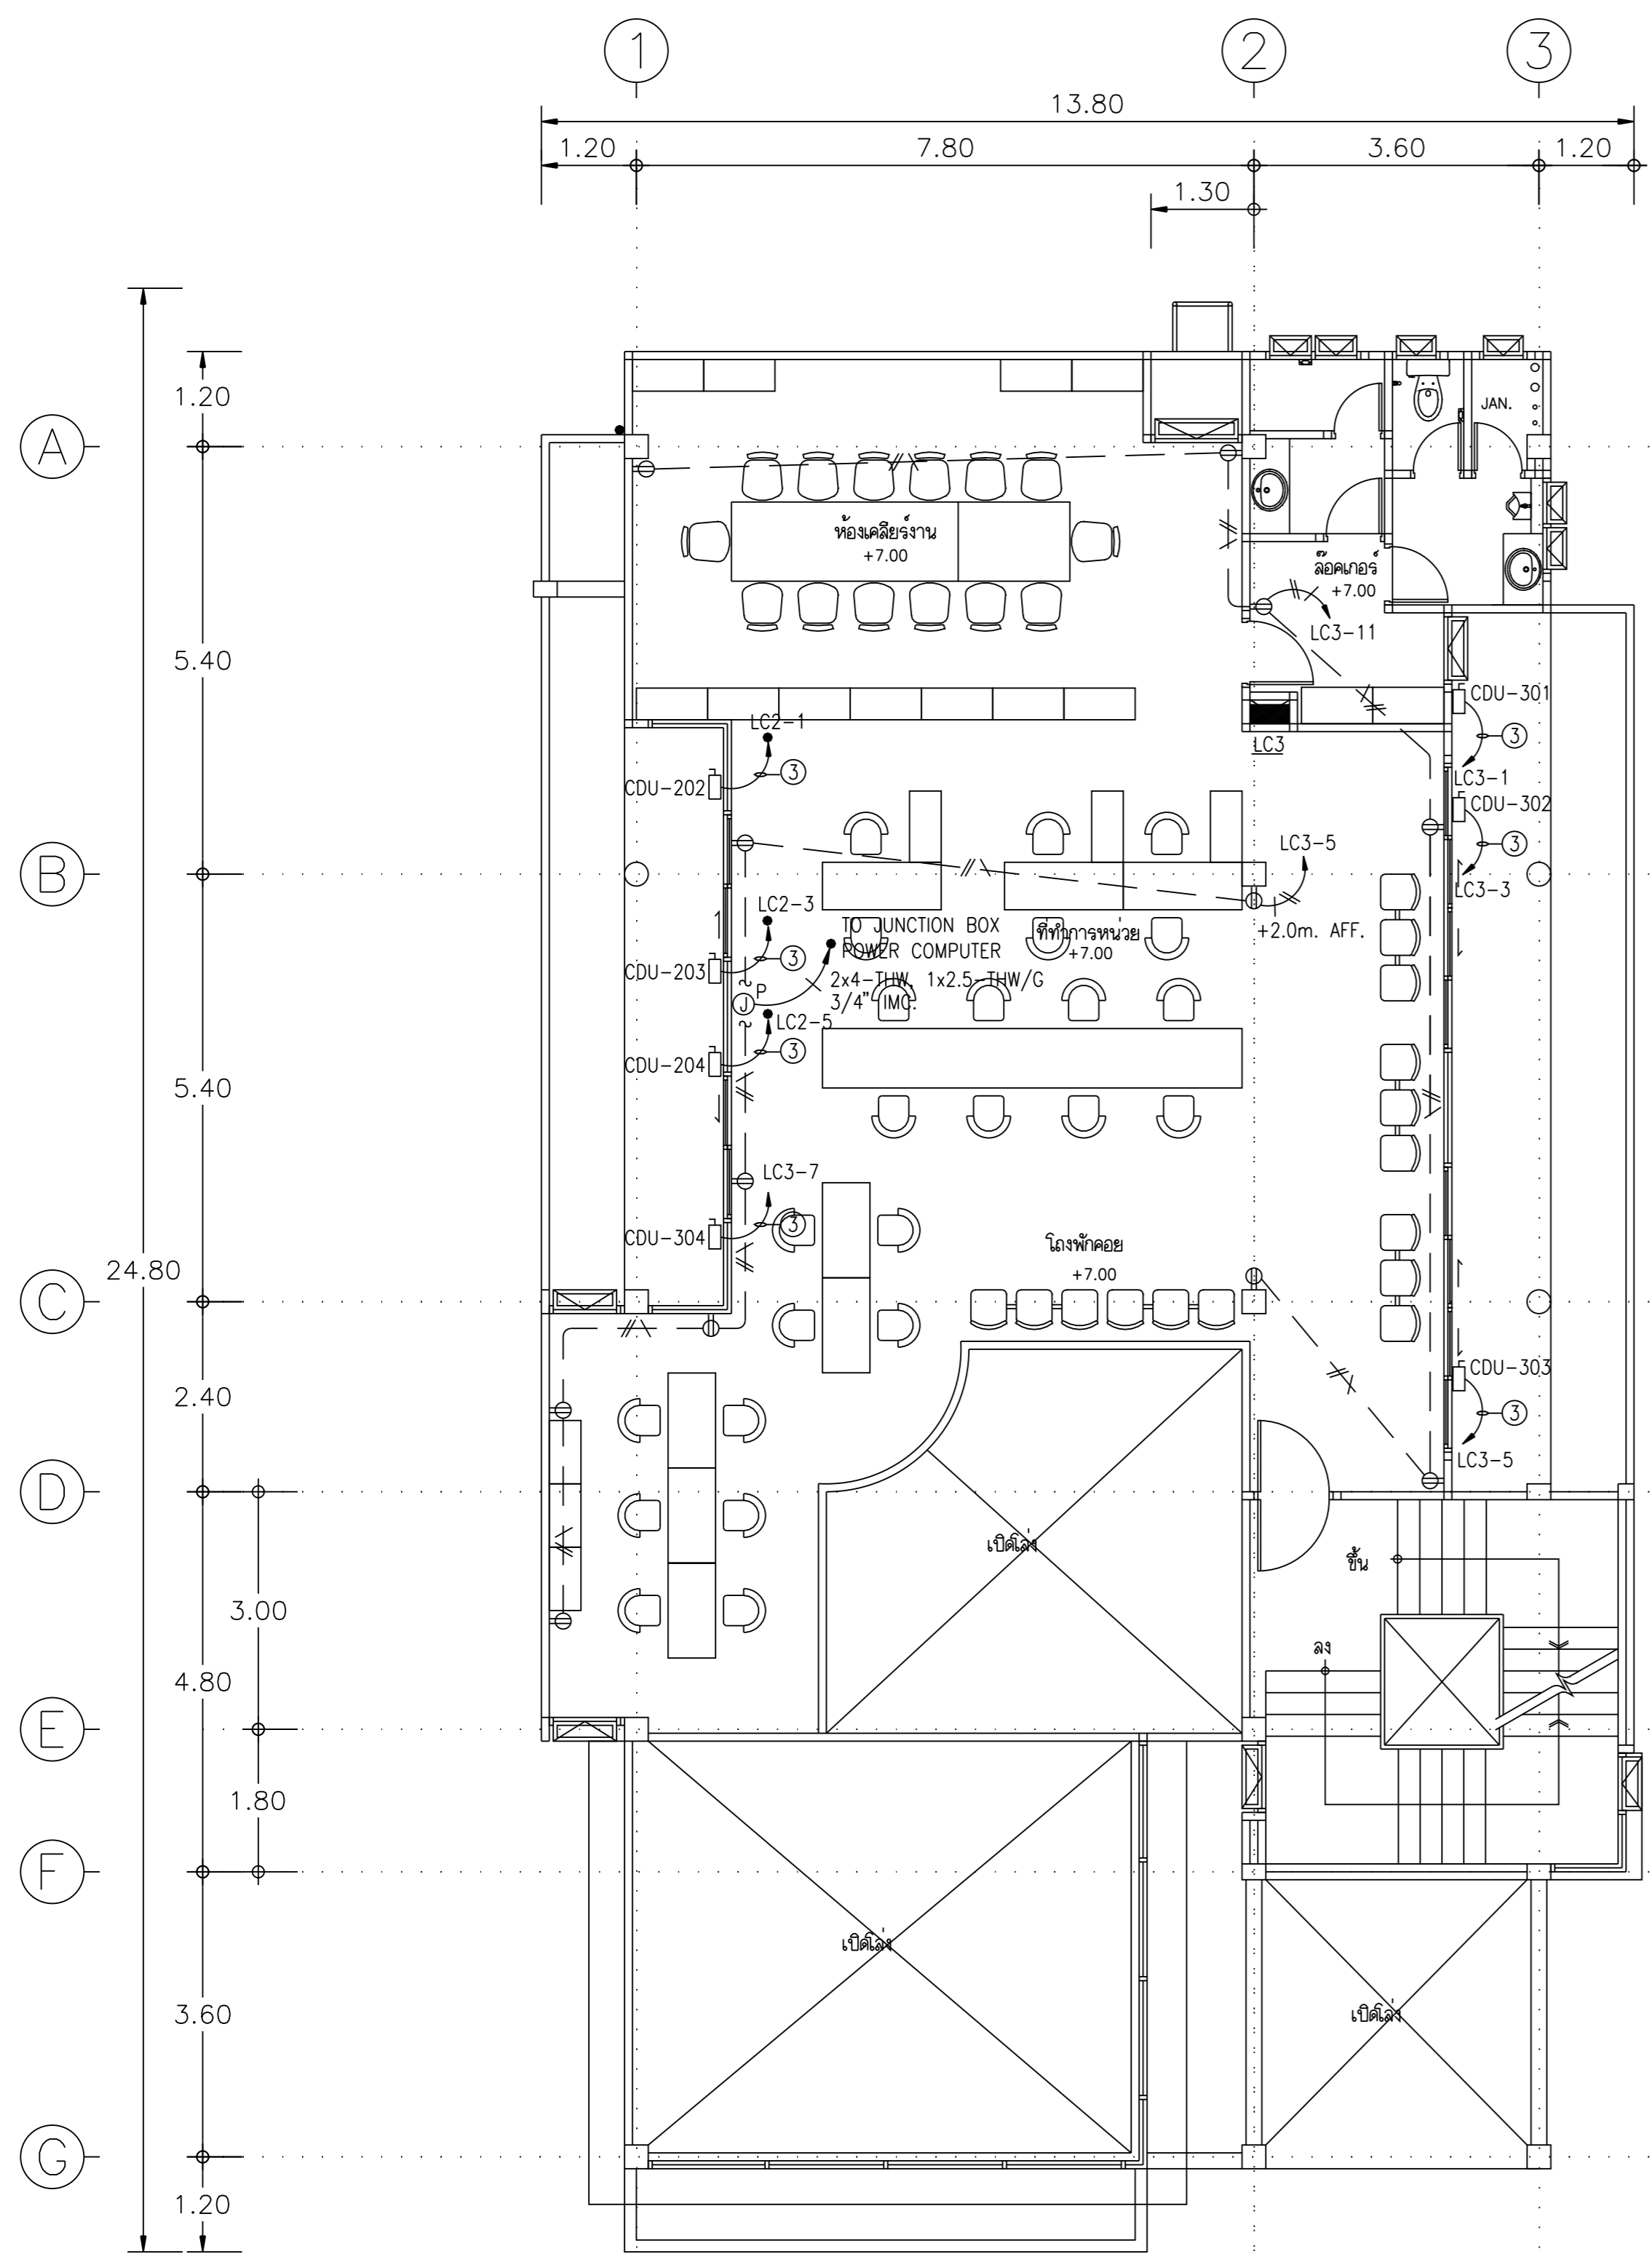 1
2
3
13.80
1.20
7.80
3.60
1.20
1.30
1.20
A
JAN.
ห้องเคลียร์งาน
+7.00
ล๊อคเกอร์
+7.00
LC3-11
5.40
CDU-301
LC2-1
3
LC3
3
CDU-202
LC3-1
CDU-302
3
LC3-5
B
LC3-3
LC2-3
TO JUNCTION BOX
POWER COMPUTER
ที่ทำการหน่วย
+7.00
+2.0m. AFF.
3
CDU-203
2x4-THW, 1x2.5-THW/G
3/4" IMC.
P
J
LC2-5
3
CDU-204
5.40
LC3-7
3
CDU-304
โถงพักคอย
+7.00
24.80
C
CDU-303
3
2.40
LC3-5
D
เปิดโล่ง
ขึ้น
3.00
ลง
4.80
E
1.80
F
เปิดโล่ง
3.60
เปิดโล่ง
G
1.20